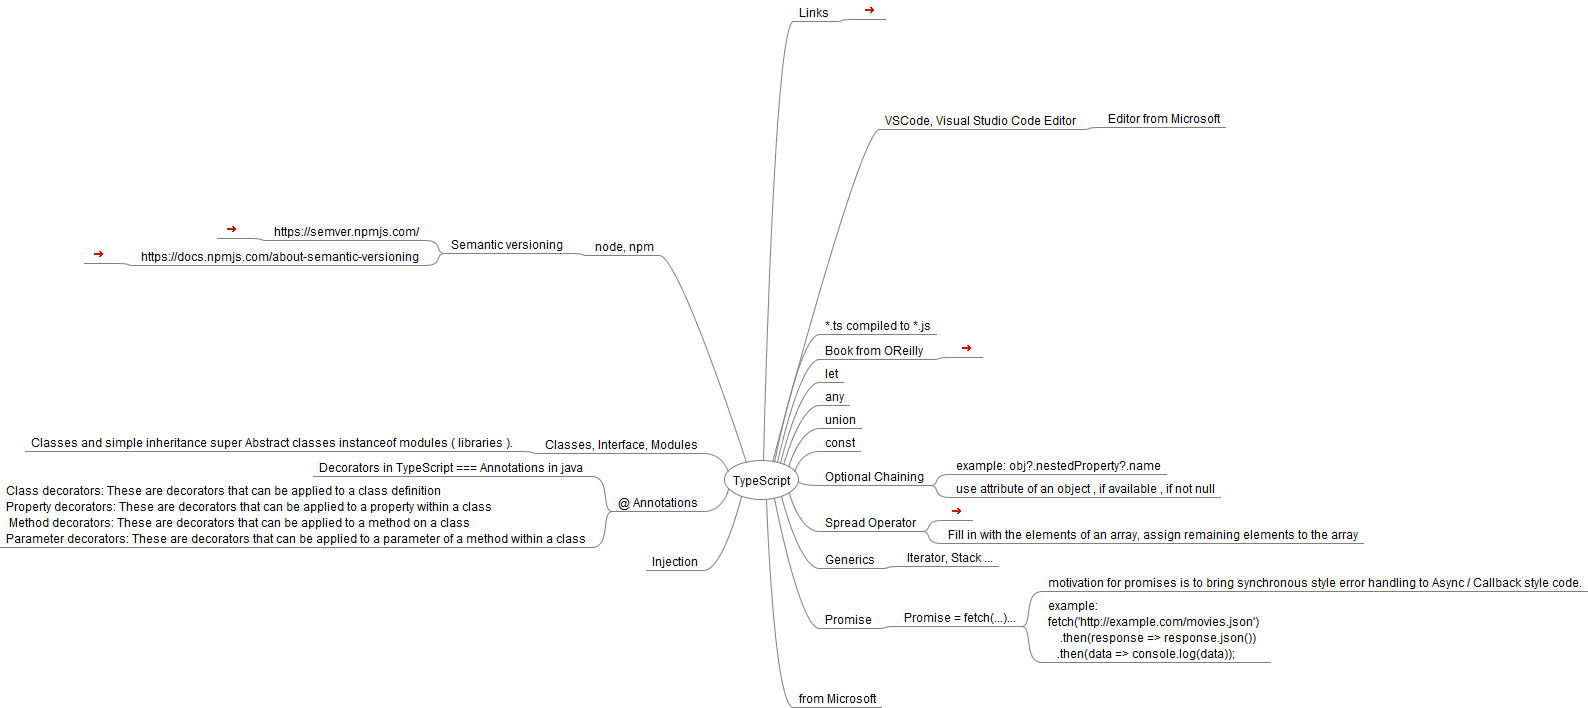 Links
VSCode, Visual Studio Code Editor
Editor from Microsoft
https://semver.npmjs.com/
https://docs.npmjs.com/about-semantic-versioning
Semantic versioning
node, npm
*.ts compiled to *.js
Book from OReilly
let
any
union
const
Classes and simple inheritance super Abstract classes instanceof modules ( libraries ).
Classes, Interface, Modules
Decorators in TypeScript === Annotations in java
Class decorators: These are decorators that can be applied to a class definition
Property decorators: These are decorators that can be applied to a property within a class
Method decorators: These are decorators that can be applied to a method on a class
Parameter decorators: These are decorators that can be applied to a parameter of a method within a class
@ Annotations
Injection
TypeScript
Optional Chaining
example: obj?.nestedProperty?.name
use attribute of an object , if available , if not null
Spread Operator
Fill in with the elements of an array, assign remaining elements to the array
Generics
Iterator, Stack ...
Promise
Promise = fetch(...)...
motivation for promises is to bring synchronous style error handling to Async / Callback style code.
example:
fetch('http://example.com/movies.json')
.then(response => response.json())
.then(data => console.log(data));
from Microsoft